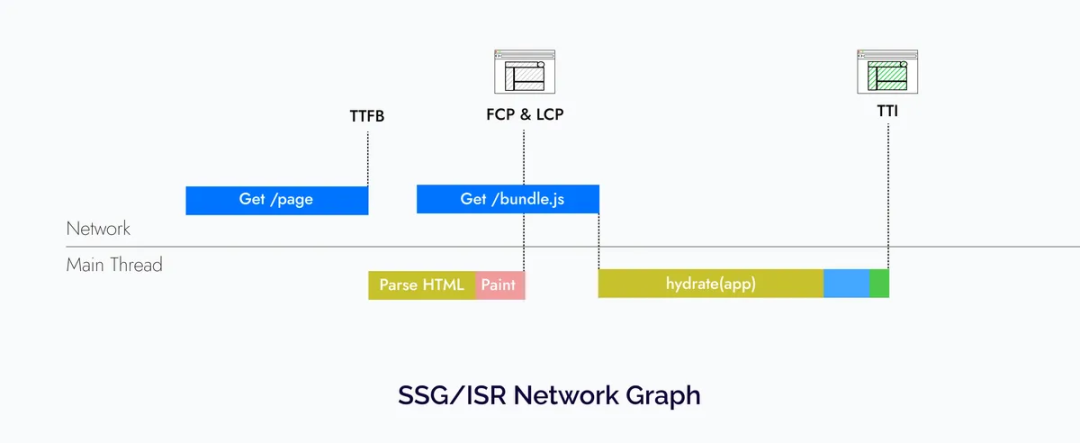 TTFB
FCP & LCP
TTI
Get /page
Get /bundle.js
Network
Main Thread
Parse HTML
Paint
hydrate(app)
SSG/ISR Network Graph